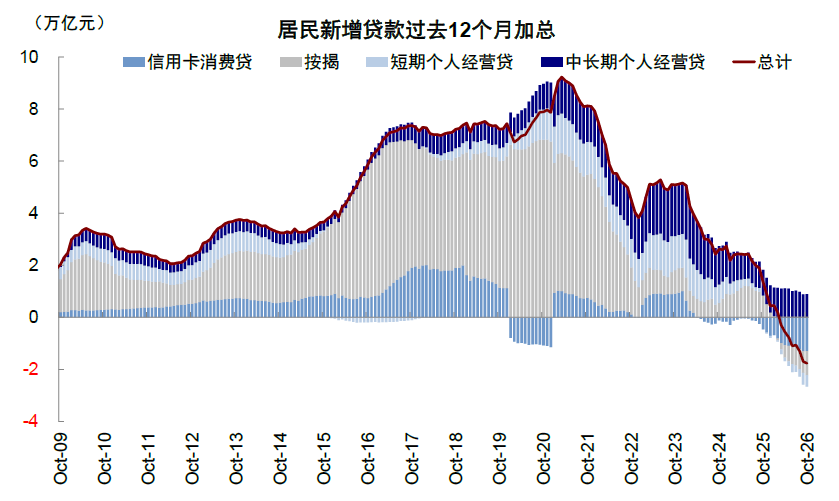 （万亿元）
居民新增贷款过去12个月加总
信用卡消费贷 按揭 短期个人经营贷 中长期个人经营贷 总计
10
8
6
4
2
0
-2
-4
Oct-09 Oct-10 Oct-11 Oct-12 Oct-13 Oct-14 Oct-15 Oct-16 Oct-17 Oct-18 Oct-19 Oct-20 Oct-21 Oct-22 Oct-23 Oct-24 Oct-25 Oct-26